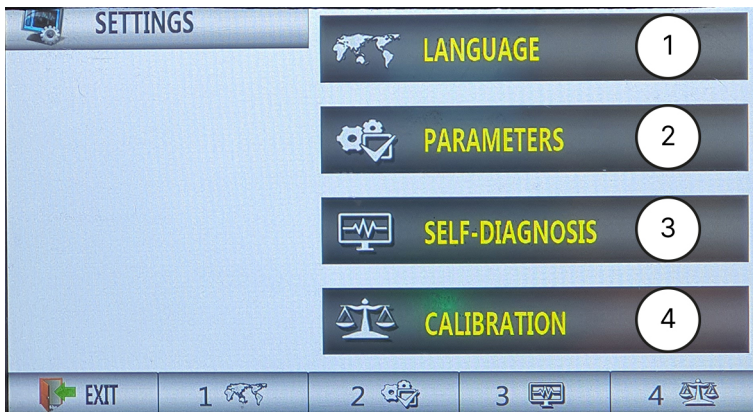 SETTINGS
LANGUAGE 1
PARAMETERS 2
SELF-DIAGNOSIS 3
CALIBRATION 4
EXIT 1 2 3 4